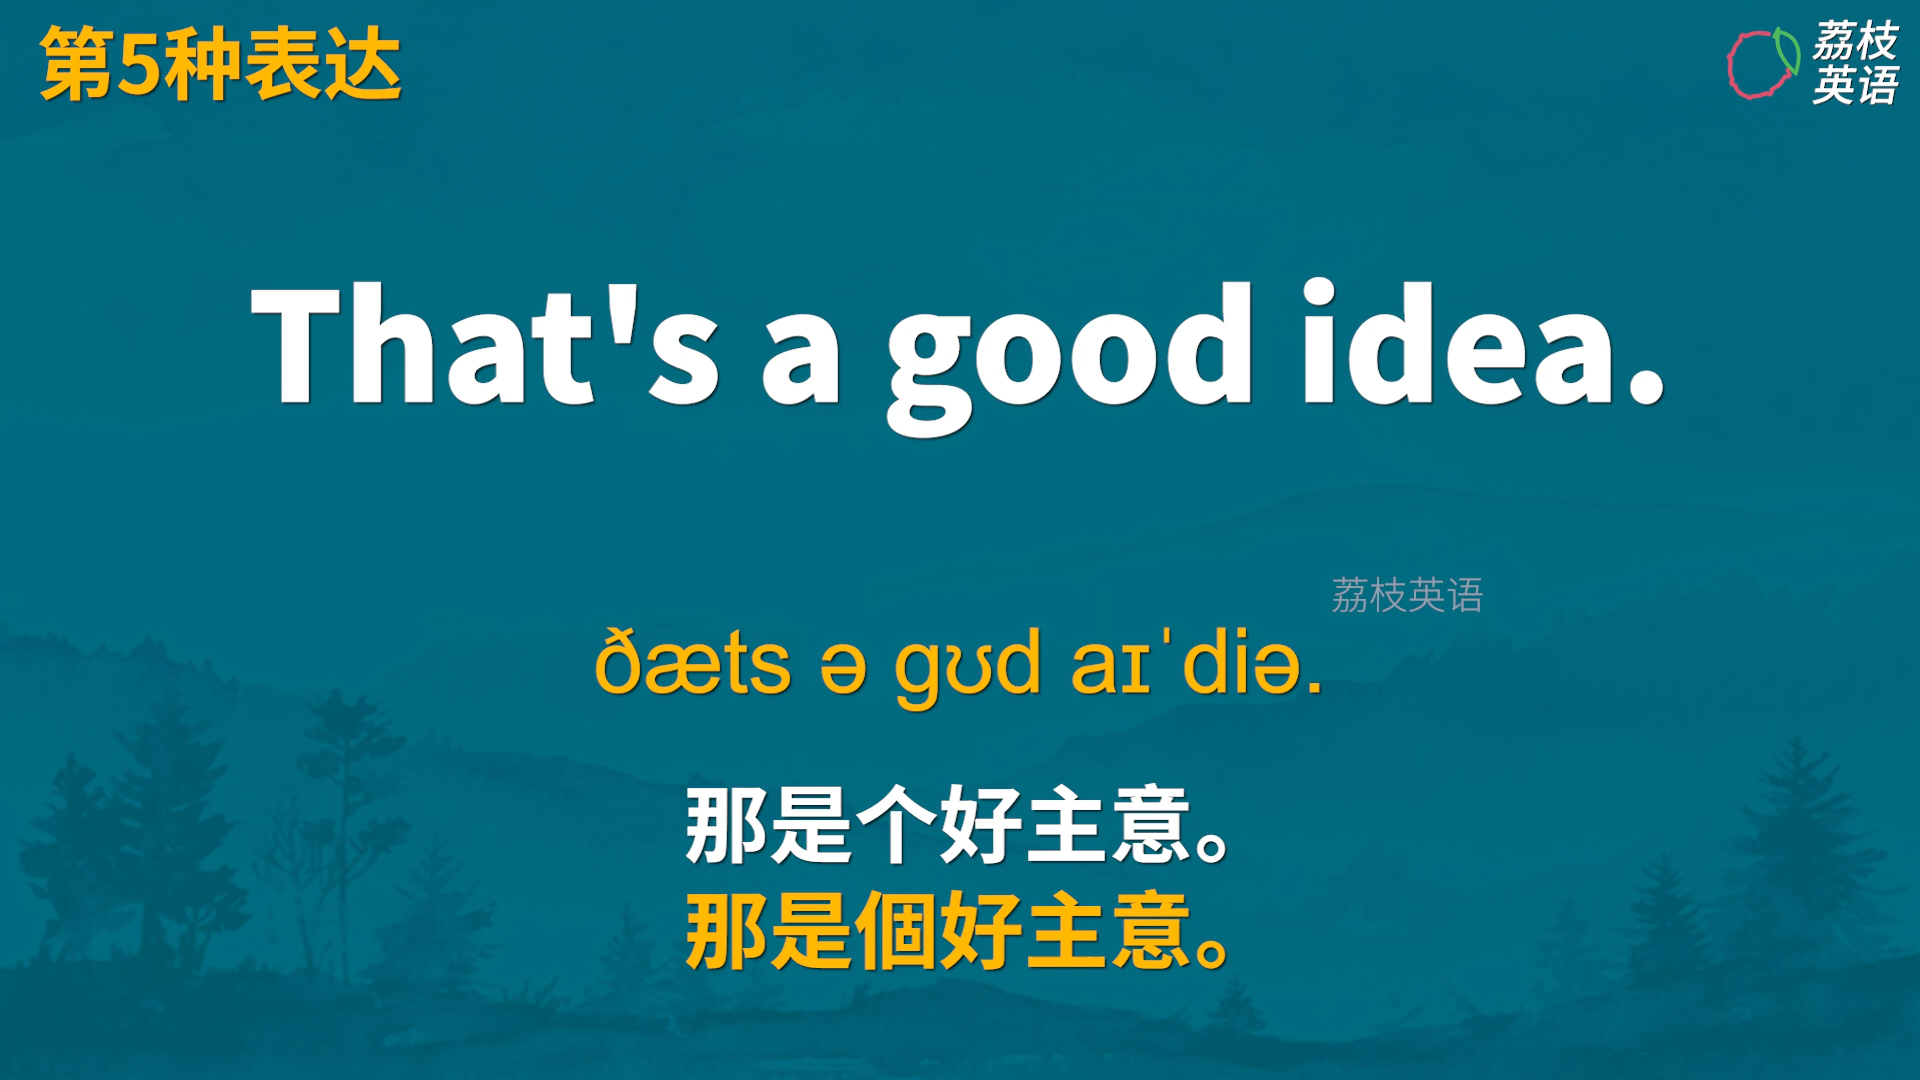 第5种表达
荔枝
英语
That's a good idea.
荔枝英语
ðæts ə gʊd aɪˈdiə.
那是个好主意。
那是個好主意。